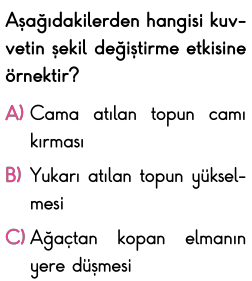 Aşağıdakilerden hangisi kuv-
vetin şekil değiştirme etkisine
örnektir?
A) Cama atılan topun camı
kırması
B) Yukarı atılan topun yüksel-
mesi
C) Ağaçtan kopan elmanın
yere düşmesi